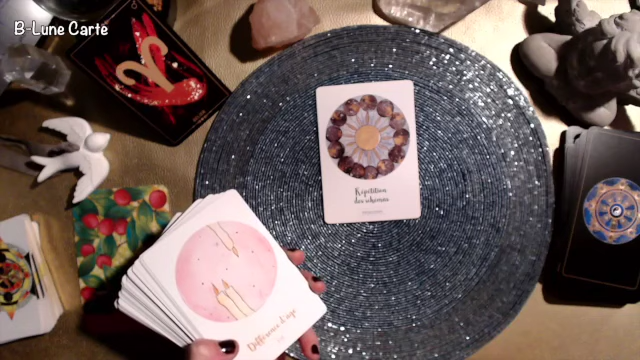 B-Lune Carte
Répétition
des schémas
Différence d'âge